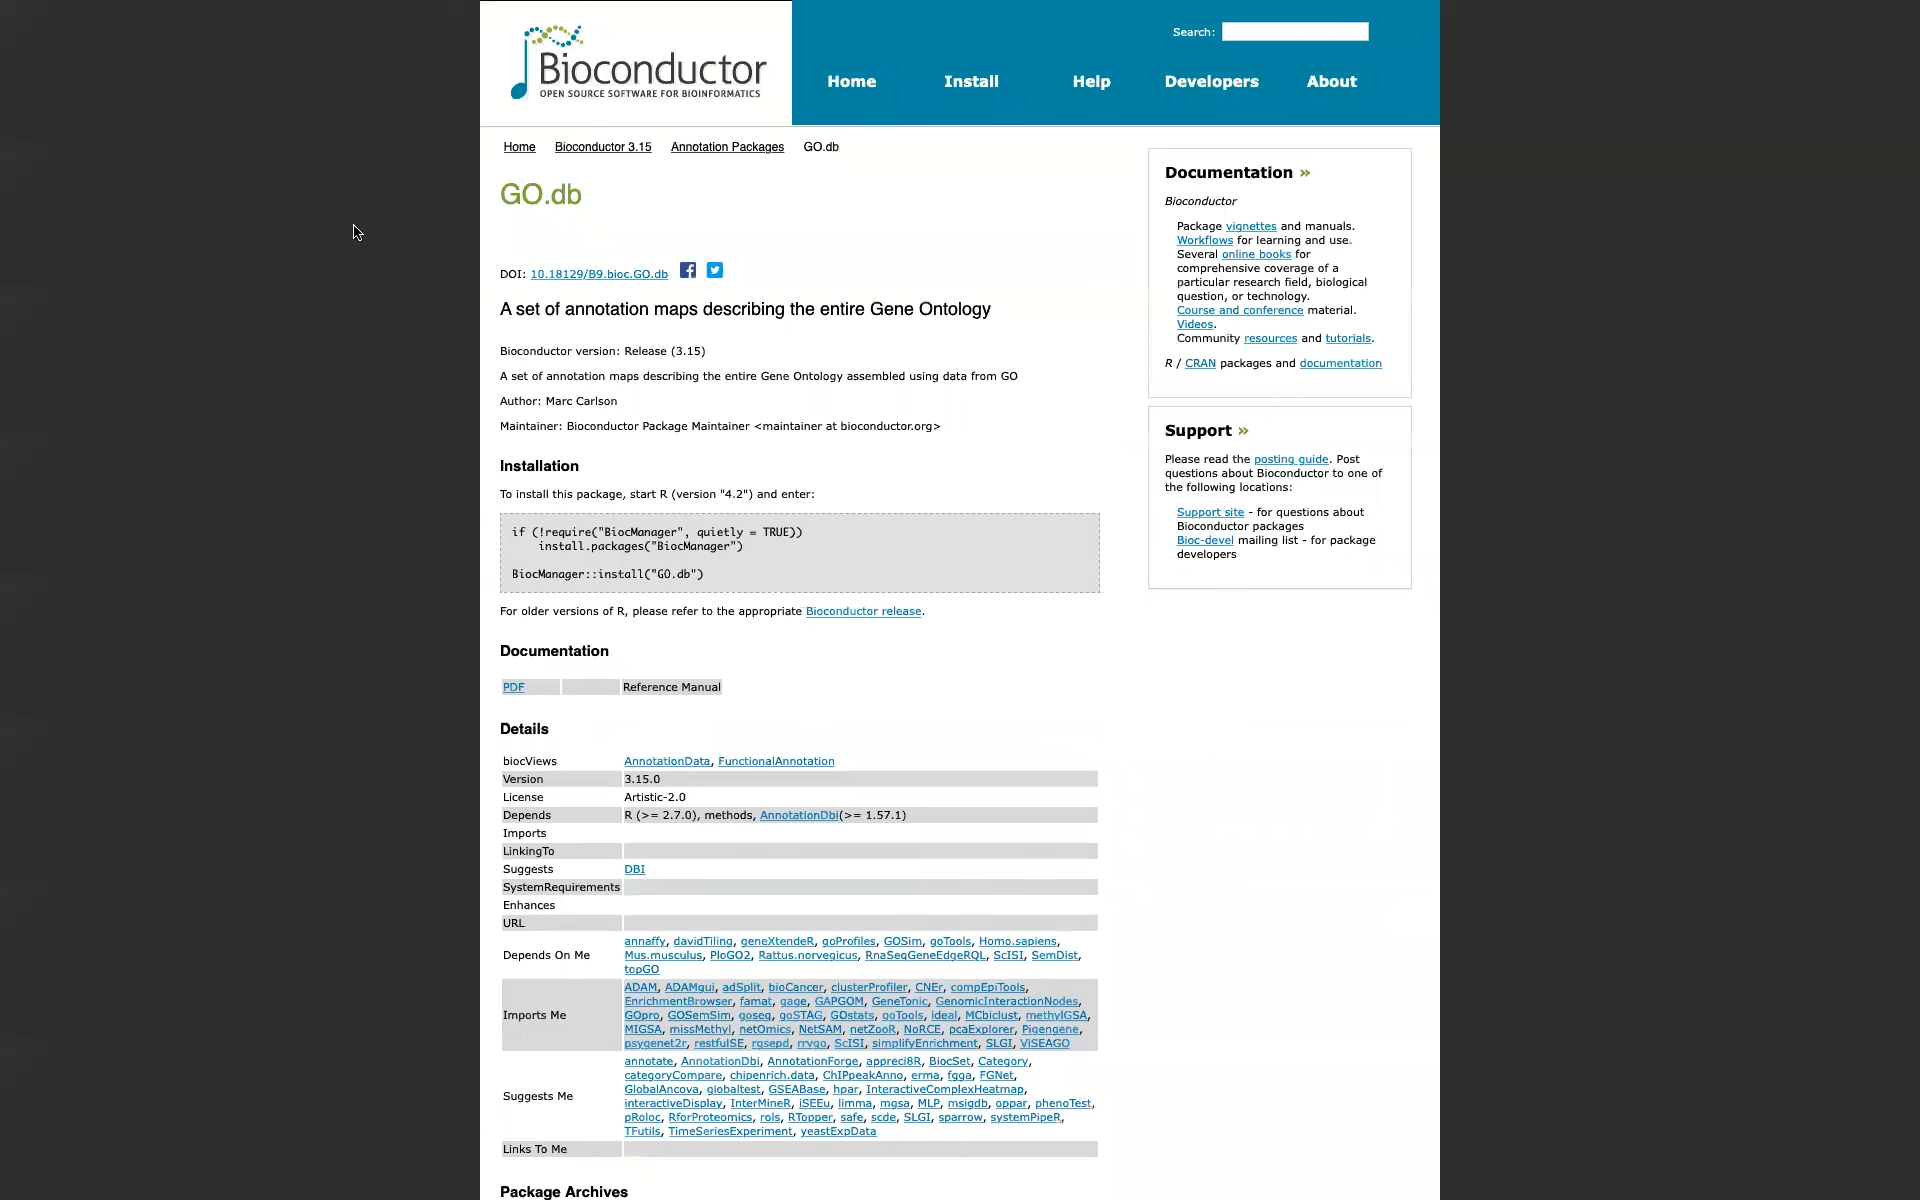 Bioconductor
OPEN SOURCE SOFTWARE FOR BIOINFORMATICS
Search:
Home Install Help Developers About
Home Bioconductor 3.15 Annotation Packages GO.db
GO.db
DOI: 10.18129/B9.bioc.GO.db
A set of annotation maps describing the entire Gene Ontology
Bioconductor version: Release (3.15)
A set of annotation maps describing the entire Gene Ontology assembled using data from GO
Author: Marc Carlson
Maintainer: Bioconductor Package Maintainer <maintainer at bioconductor.org>
Installation
To install this package, start R (version "4.2") and enter:
if (!require("BiocManager", quietly = TRUE))
    install.packages("BiocManager")
BiocManager::install("GO.db")
For older versions of R, please refer to the appropriate Bioconductor release.
Documentation
PDF Reference Manual
Details
biocViews AnnotationData, FunctionalAnnotation
Version 3.15.0
License Artistic-2.0
Depends R (>= 2.7.0), methods, AnnotationDbi(>= 1.57.1)
Imports
LinkingTo
Suggests DBI
SystemRequirements
Enhances
URL
Depends On Me
annaffy, davidTiling, geneXtendeR, goProfiles, GOSim, goTools, Homo.sapiens,
Mus.musculus, PloGO2, Rattus.norvegicus, RnaSeqGeneEdgeRQL, ScISI, SemDist,
topGO
Imports Me
ADAM, ADAMgui, adSplit, bioCancer, clusterProfiler, CNEr, compEpiTools,
EnrichmentBrowser, famat, gage, GAPGOM, GeneTonic, GenomicInteractionNodes,
GOpro, GOSemSim, goseq, goSTAG, GOstats, goTools, ideal, MCbiclust, methylGSA,
MIGSA, missMethyl, netOmics, NetSAM, netZooR, NoRCE, pcaExplorer, Pigengene,
psygenet2r, restfulSE, rgsepd, rrvgo, ScISI, simplifyEnrichment, SLGI, ViSEAGO
Suggests Me
annotate, AnnotationDbi, AnnotationForge, appreci8R, BiocSet, Category,
categoryCompare, chipenrich.data, ChIPpeakAnno, erma, fgga, FGNet,
GlobalAncova, globaltest, GSEABase, hpar, InteractiveComplexHeatmap,
interactiveDisplay, InterMineR, iSEEu, limma, mgsa, MLP, msigdb, oppar, phenoTest,
pRoloc, RforProteomics, rols, RTopper, safe, scde, SLGI, sparrow, systemPipeR,
TFutils, TimeSeriesExperiment, yeastExpData
Links To Me
Package Archives
Documentation »
Bioconductor
Package vignettes and manuals.
Workflows for learning and use.
Several online books for
comprehensive coverage of a
particular research field, biological
question, or technology.
Course and conference material.
Videos.
Community resources and tutorials.
R / CRAN packages and documentation
Support »
Please read the posting guide. Post
questions about Bioconductor to one of
the following locations:
Support site - for questions about
Bioconductor packages
Bioc-devel mailing list - for package
developers